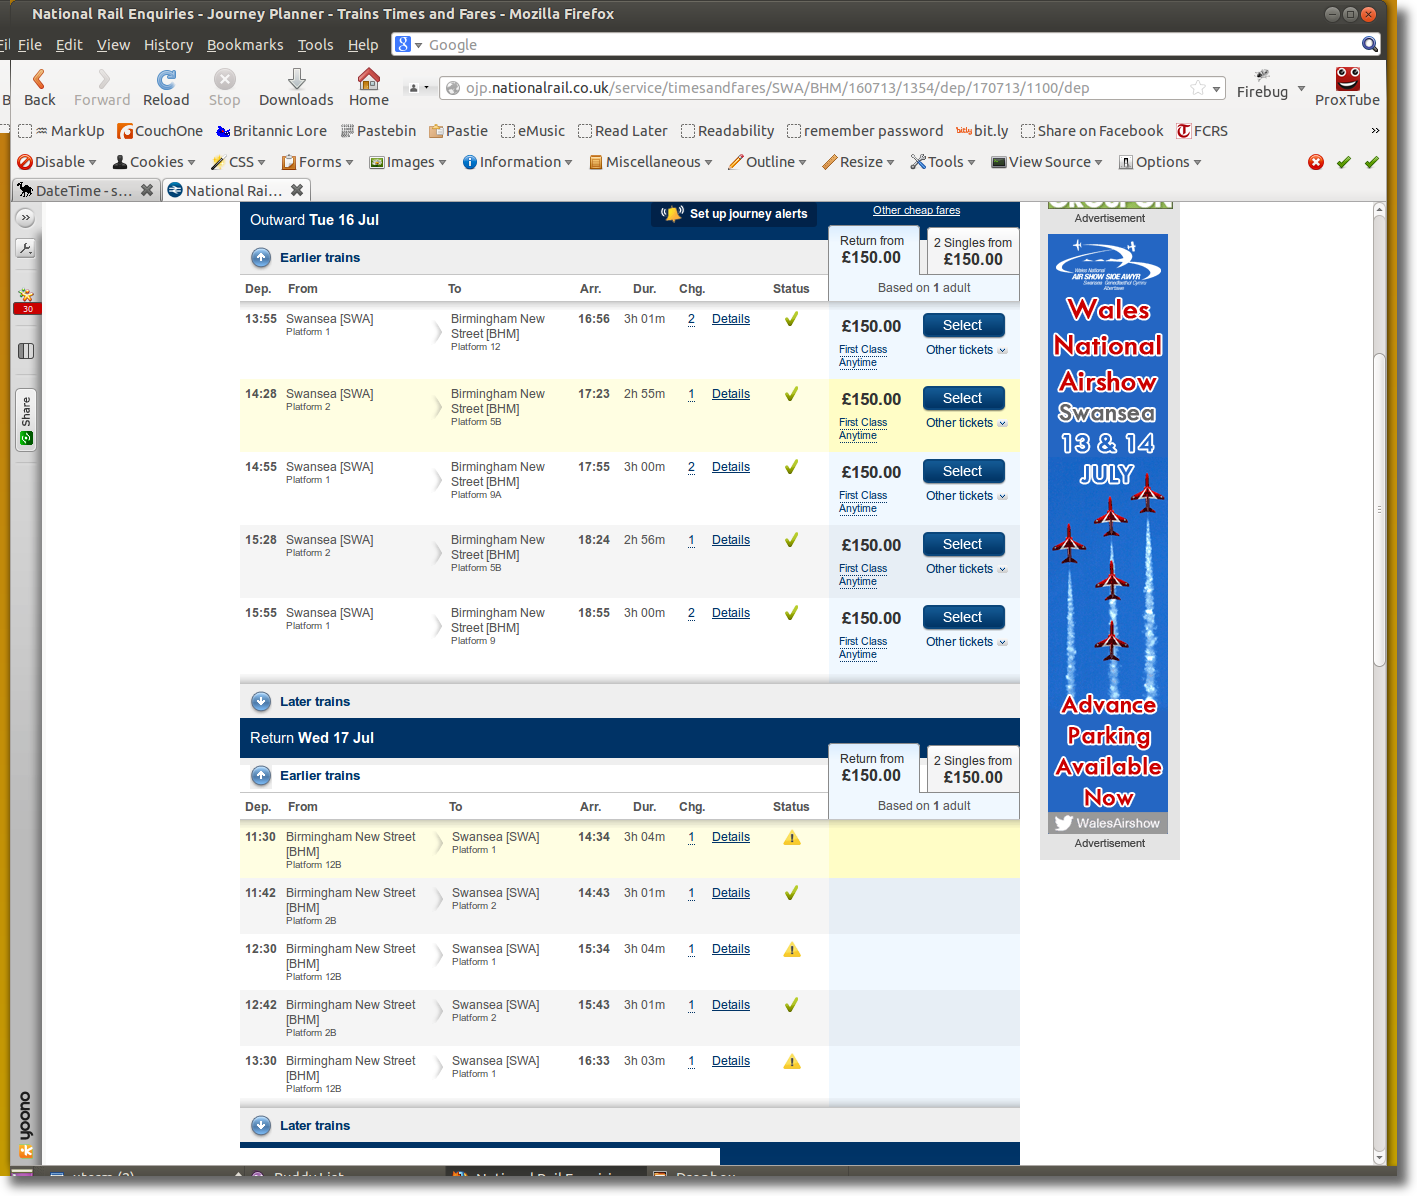 National Rail Enquiries - Journey Planner - Trains Times and Fares - Mozilla Firefox
File Edit View History Bookmarks Tools Help Google
Back Forward Reload Stop Downloads Home ojp.nationalrail.co.uk/service/timesandfares/SWA/BHM/160713/1354/dep/170713/1100/dep Firebug ProxTube
MarkUp CouchOne Britannic Lore Pastebin Pastie eMusic Read Later Readability remember password bitly bit.ly Share on Facebook FCRS »
Disable Cookies CSS Forms Images Information Miscellaneous Outline Resize Tools View Source Options
DateTime - s... National Rai...
Outward Tue 16 Jul Set up journey alerts Other cheap fares
Earlier trains
Return from £150.00
2 Singles from £150.00
Based on 1 adult
Dep. From To Arr. Dur. Chg. Status
13:55 Swansea [SWA] Birmingham New 16:56 3h 01m 2 Details £150.00 Select
Platform 1 Street [BHM] First Class Other tickets
Platform 12 Anytime
14:28 Swansea [SWA] Birmingham New 17:23 2h 55m 1 Details £150.00 Select
Platform 2 Street [BHM] First Class Other tickets
Platform 5B Anytime
14:55 Swansea [SWA] Birmingham New 17:55 3h 00m 2 Details £150.00 Select
Platform 1 Street [BHM] First Class Other tickets
Platform 9A Anytime
15:28 Swansea [SWA] Birmingham New 18:24 2h 56m 1 Details £150.00 Select
Platform 2 Street [BHM] First Class Other tickets
Platform 5B Anytime
15:55 Swansea [SWA] Birmingham New 18:55 3h 00m 2 Details £150.00 Select
Platform 1 Street [BHM] First Class Other tickets
Platform 9 Anytime
Later trains
Return Wed 17 Jul
Earlier trains
Return from £150.00
2 Singles from £150.00
Based on 1 adult
Dep. From To Arr. Dur. Chg. Status
11:30 Birmingham New Street Swansea [SWA] 14:34 3h 04m 1 Details
[BHM] Platform 1
Platform 12B
11:42 Birmingham New Street Swansea [SWA] 14:43 3h 01m 1 Details
[BHM] Platform 2
Platform 2B
12:30 Birmingham New Street Swansea [SWA] 15:34 3h 04m 1 Details
[BHM] Platform 1
Platform 12B
12:42 Birmingham New Street Swansea [SWA] 15:43 3h 01m 1 Details
[BHM] Platform 2
Platform 2B
13:30 Birmingham New Street Swansea [SWA] 16:33 3h 03m 1 Details
[BHM] Platform 1
Platform 12B
Later trains
Advertisement
Wales National
AIR SHOW SIOE AWYR
Wales
National
Airshow
Swansea
13 & 14
JULY
Advance
Parking
Available
Now
WalesAirshow
Advertisement
30
Share
yoono